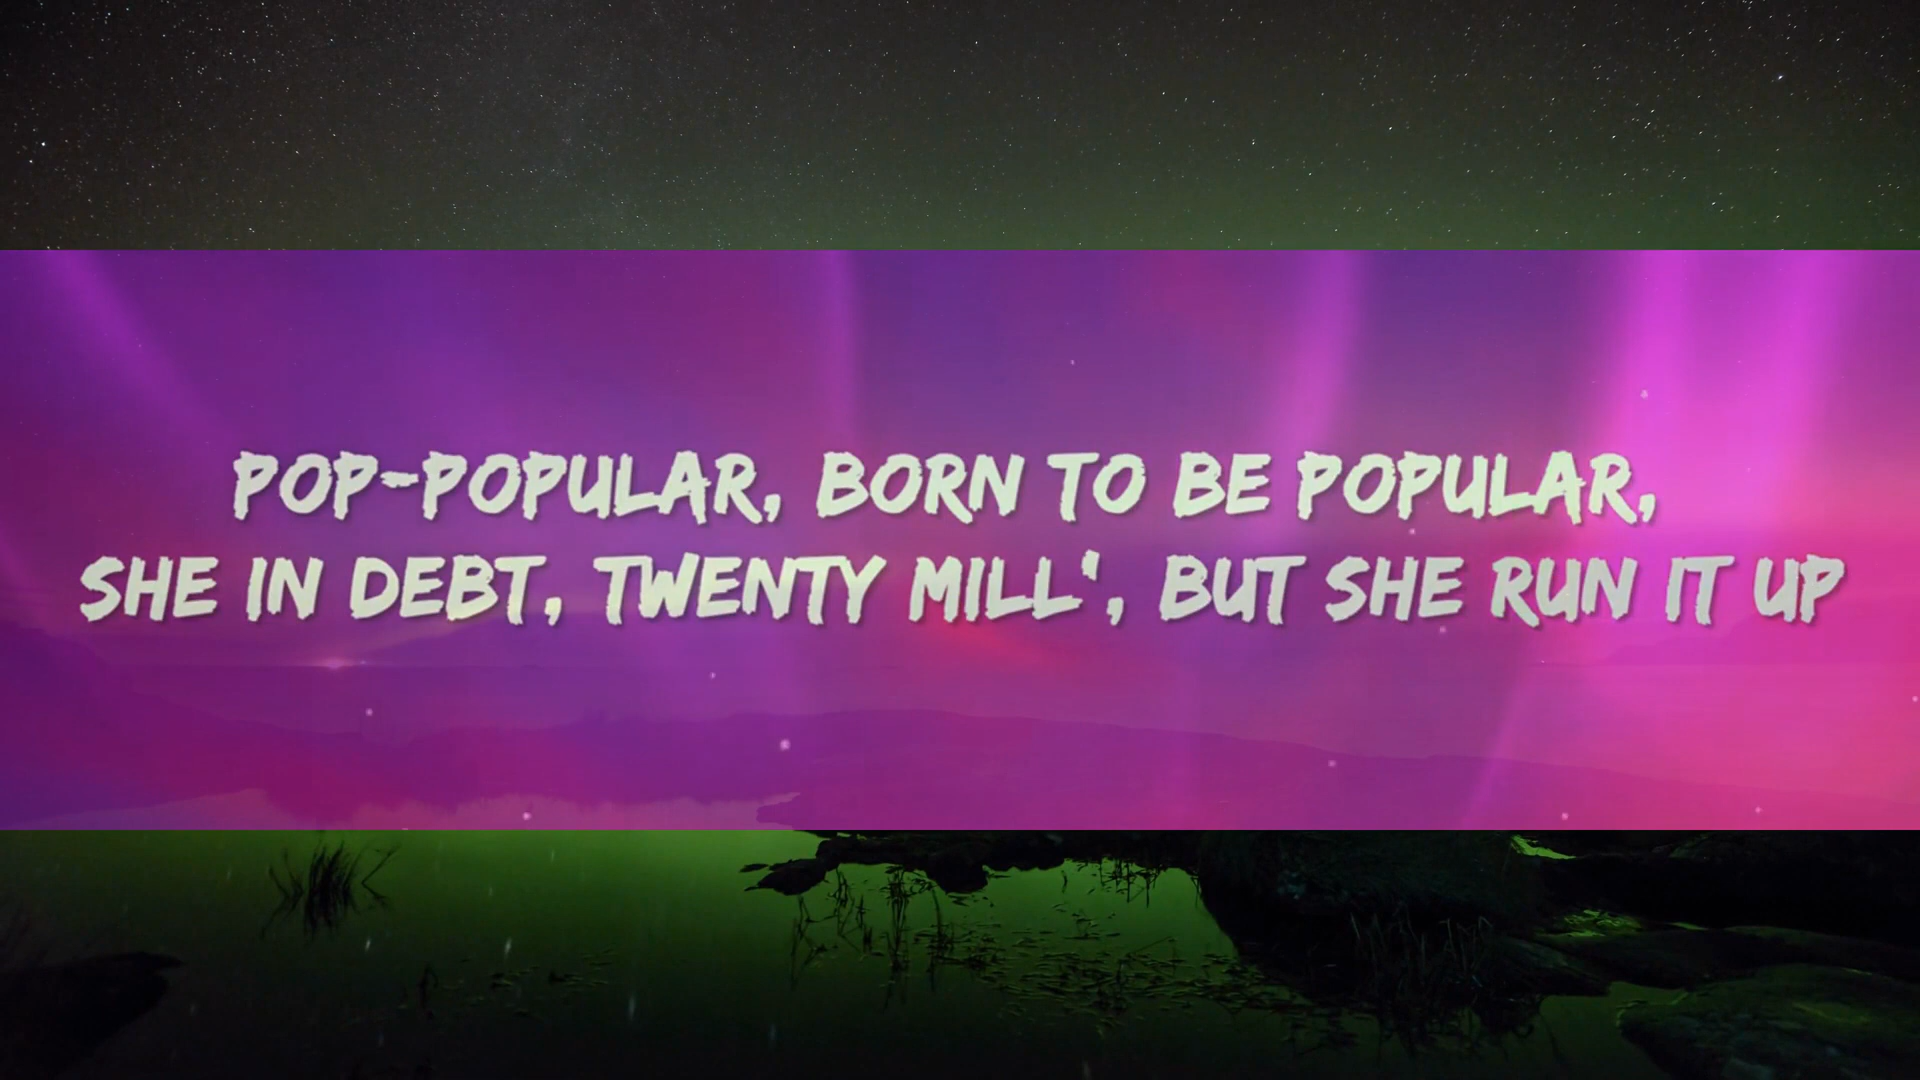 POP-POPULAR, BORN TO BE POPULAR,
SHE IN DEBT, TWENTY MILL', BUT SHE RUN IT UP